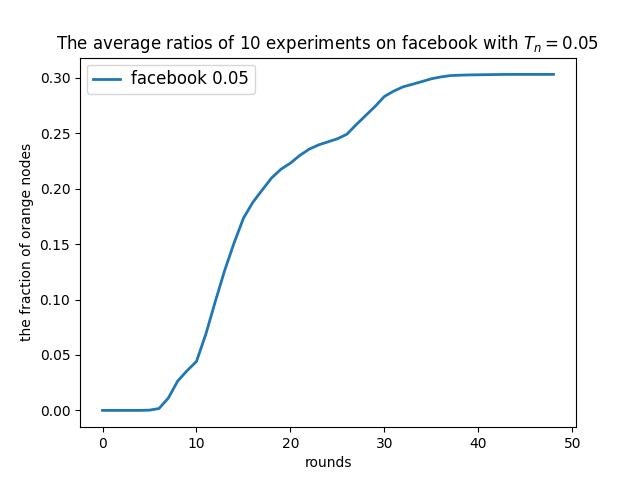 The average ratios of 10 experiments on facebook with $T_n = 0.05$
facebook 0.05
0.30
0.25
0.20
0.15
0.10
0.05
0.00
the fraction of orange nodes
0 10 20 30 40 50
rounds